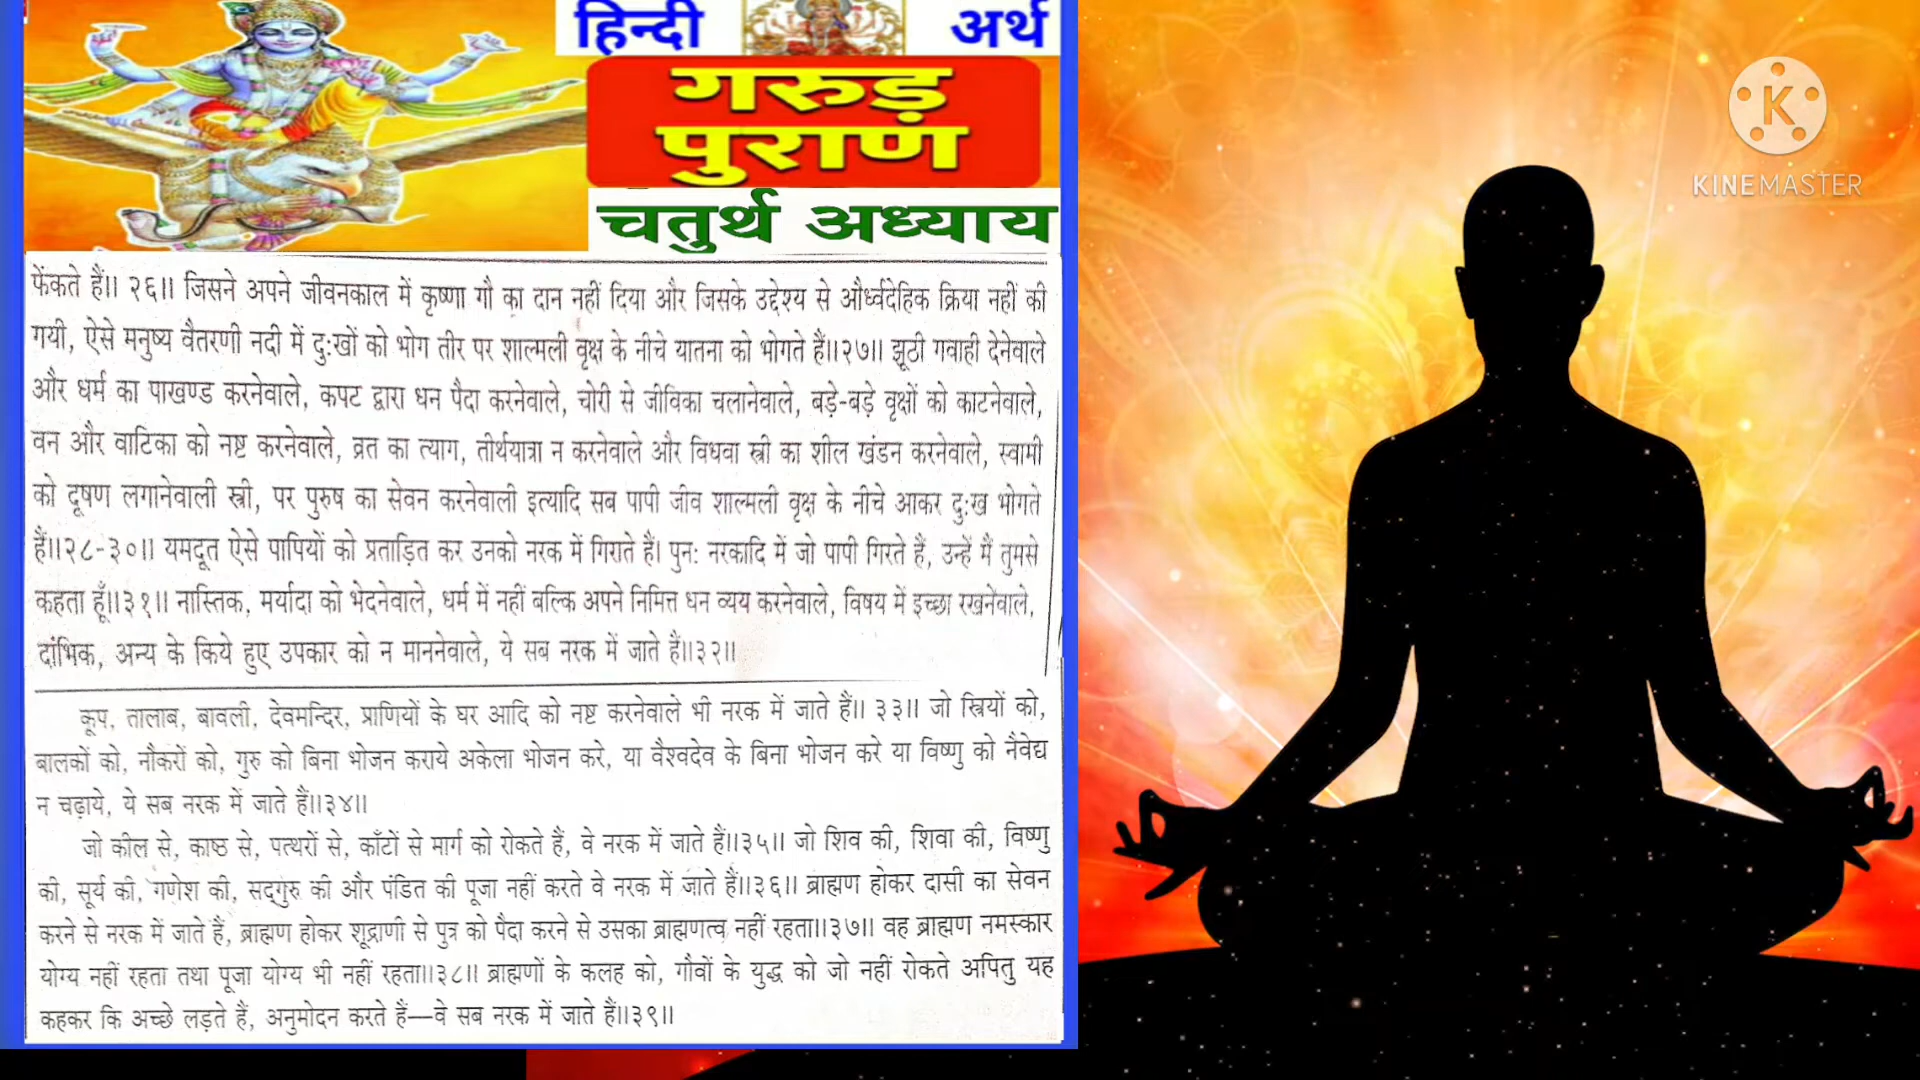 हिन्दी अर्थ
गरुड़
पुराण
चतुर्थ अध्याय
फेंकते हैं॥ २६॥ जिसने अपने जीवनकाल में कृष्णा गौ का दान नहीं दिया और जिसके उद्देश्य से और्ध्वदेहिक क्रिया नहीं की
गयी, ऐसे मनुष्य वैतरणी नदी में दुःखों को भोग तीर पर शाल्मली वृक्ष के नीचे यातना को भोगते हैं॥२७॥ झूठी गवाही देनेवाले
और धर्म का पाखण्ड करनेवाले, कपट द्वारा धन पैदा करनेवाले, चोरी से जीविका चलानेवाले, बड़े-बड़े वृक्षों को काटनेवाले,
वन और वाटिका को नष्ट करनेवाले, व्रत का त्याग, तीर्थयात्रा न करनेवाले और विधवा स्त्री का शील खंडन करनेवाले, स्वामी
को दूषण लगानेवाली स्त्री, पर पुरुष का सेवन करनेवाली इत्यादि सब पापी जीव शाल्मली वृक्ष के नीचे आकर दुःख भोगते
हैं॥२८-३०॥ यमदूत ऐसे पापियों को प्रताड़ित कर उनको नरक में गिराते हैं। पुनः नरकादि में जो पापी गिरते हैं, उन्हें मैं तुमसे
कहता हूँ॥३१॥ नास्तिक, मर्यादा को भेदनेवाले, धर्म में नहीं बल्कि अपने निमित्त धन व्यय करनेवाले, विषय में इच्छा रखनेवाले,
दांभिक, अन्य के किये हुए उपकार को न माननेवाले, ये सब नरक में जाते हैं॥३२॥
कूप, तालाब, बावली, देवमन्दिर, प्राणियों के घर आदि को नष्ट करनेवाले भी नरक में जाते हैं॥ ३३॥ जो स्त्रियों को,
बालकों को, नौकरों को, गुरु को बिना भोजन कराये अकेला भोजन करे, या वैश्वदेव के बिना भोजन करे या विष्णु को नैवेद्य
न चढ़ाये, ये सब नरक में जाते हैं॥३४॥
जो कील से, काष्ठ से, पत्थरों से, काँटों से मार्ग को रोकते हैं, वे नरक में जाते हैं॥३५॥ जो शिव की, शिवा की, विष्णु
की, सूर्य की, गणेश की, सद्गुरु की और पंडित की पूजा नहीं करते वे नरक में जाते हैं॥३६॥ ब्राह्मण होकर दासी का सेवन
करने से नरक में जाते हैं, ब्राह्मण होकर शूद्राणी से पुत्र को पैदा करने से उसका ब्राह्मणत्व नहीं रहता॥३७॥ वह ब्राह्मण नमस्कार
योग्य नहीं रहता तथा पूजा योग्य भी नहीं रहता॥३८॥ ब्राह्मणों के कलह को, गौवों के युद्ध को जो नहीं रोकते अपितु यह
कहकर कि अच्छे लड़ते हैं, अनुमोदन करते हैं—वे सब नरक में जाते हैं॥३९॥
K
KINEMASTER